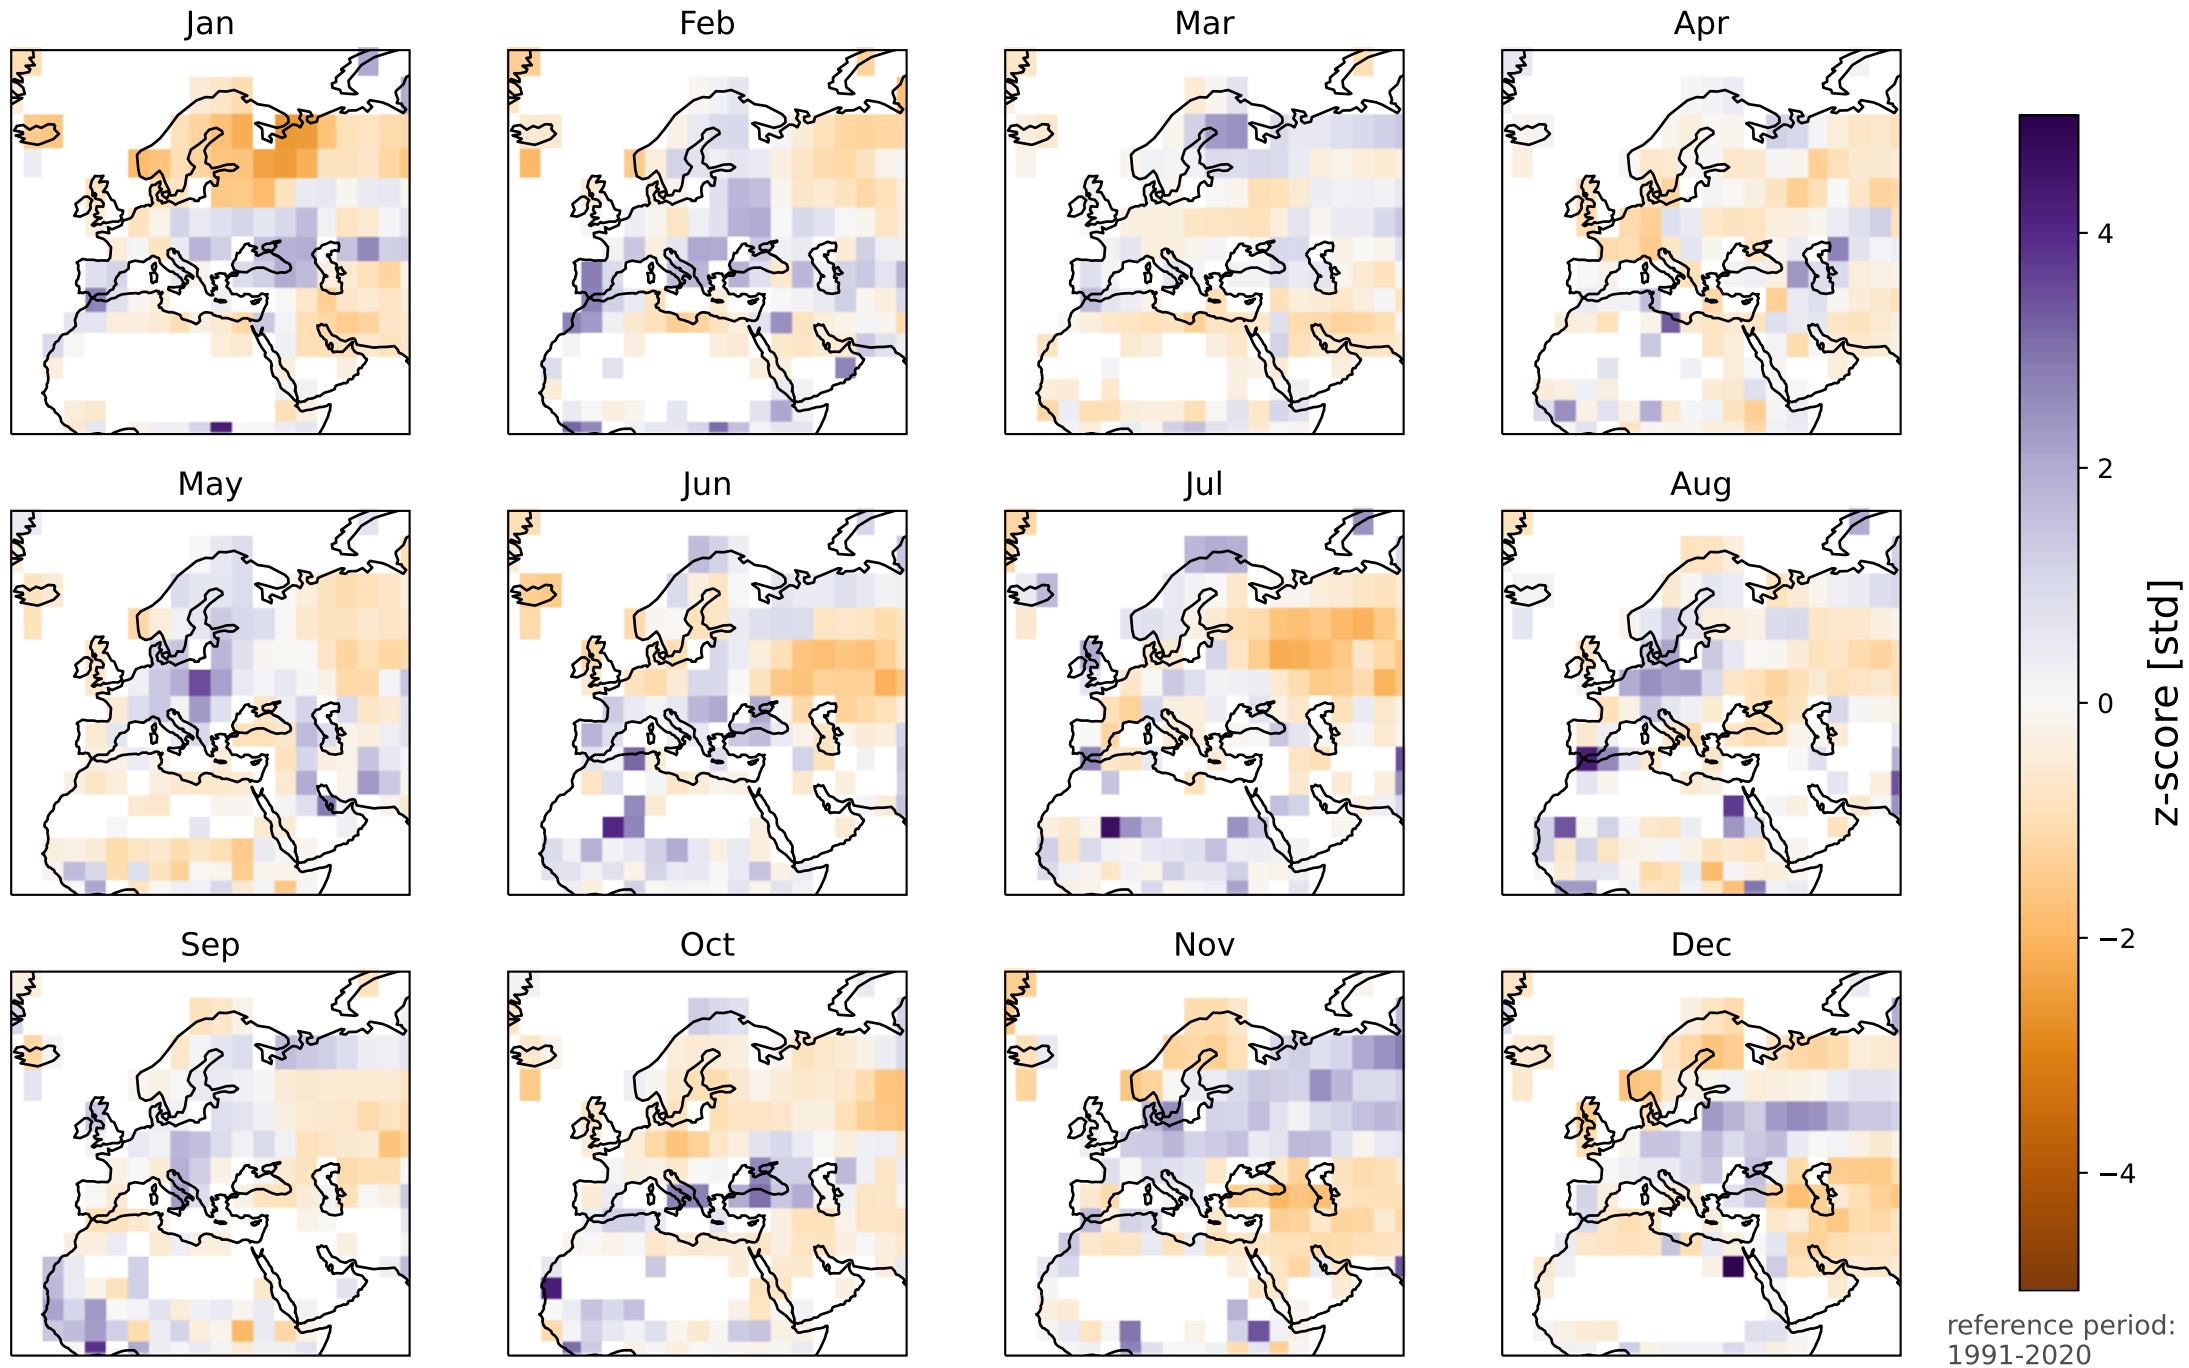 Jan
Feb
Mar
Apr
May
Jun
Jul
Aug
Sep
Oct
Nov
Dec
4
2
0
−2
−4
z-score [std]
reference period:
1991-2020